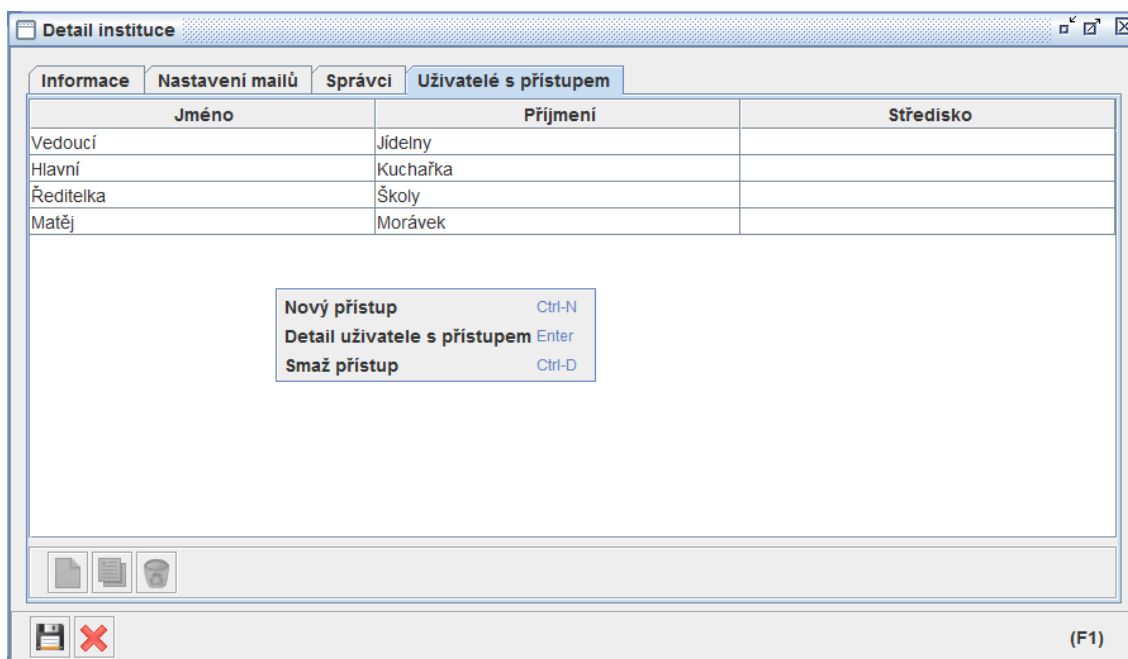 Detail instituce
Informace Nastavení mailů Správci Uživatelé s přístupem
Jméno Příjmení Středisko
Vedoucí Jídelny
Hlavní Kuchařka
Ředitelka Školy
Matěj Morávek
Nový přístup Ctrl-N
Detail uživatele s přístupem Enter
Smaž přístup Ctrl-D
(F1)